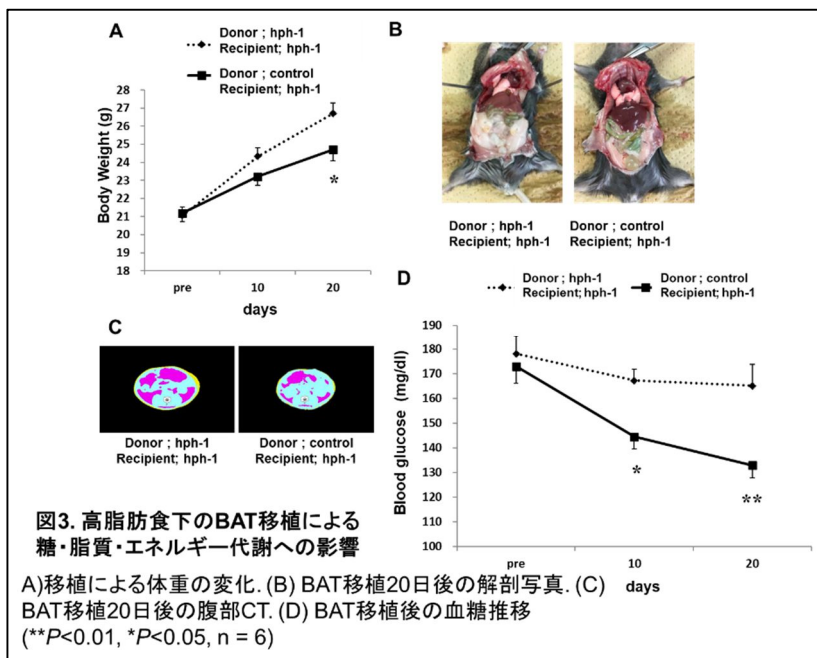 A
Donor ; hph-1
Recipient; hph-1
Donor ; control
Recipient; hph-1
Body Weight (g)
28
27
26
25
24
23
22
21
20
19
18
*
pre
10
20
days
B
Donor ; hph-1
Recipient; hph-1
Donor ; control
Recipient; hph-1
C
Donor ; hph-1
Recipient; hph-1
Donor ; control
Recipient; hph-1
D
Donor ; hph-1
Recipient; hph-1
Donor ; control
Recipient; hph-1
Blood glucose (mg/dl)
190
180
170
160
150
140
130
120
110
100
*
**
pre
10
20
days
図3. 高脂肪食下のBAT移植による
糖・脂質・エネルギー代謝への影響
A)移植による体重の変化. (B) BAT移植20日後の解剖写真. (C)
BAT移植20日後の腹部CT. (D) BAT移植後の血糖推移
(**P<0.01, *P<0.05, n = 6)